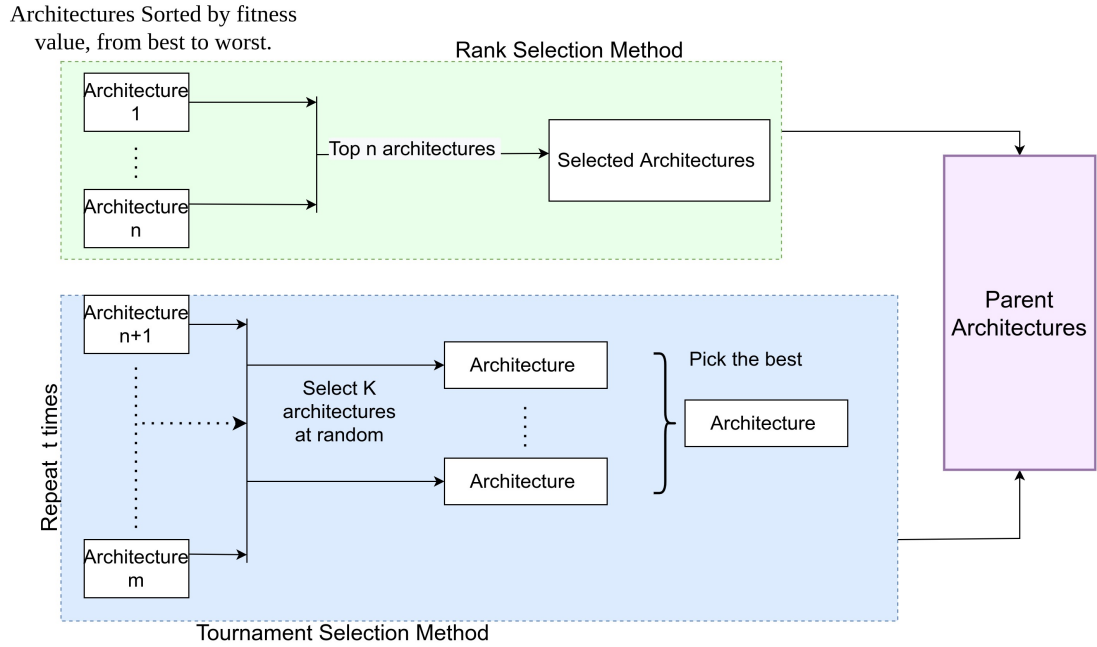 Architectures Sorted by fitness
value, from best to worst.
Rank Selection Method
Architecture
1
Top n architectures
Selected Architectures
Architecture
n
Parent
Architectures
Architecture
n+1
Repeat t times
Select K
architectures
at random
Architecture
Pick the best
Architecture
Architecture
Architecture
m
Tournament Selection Method